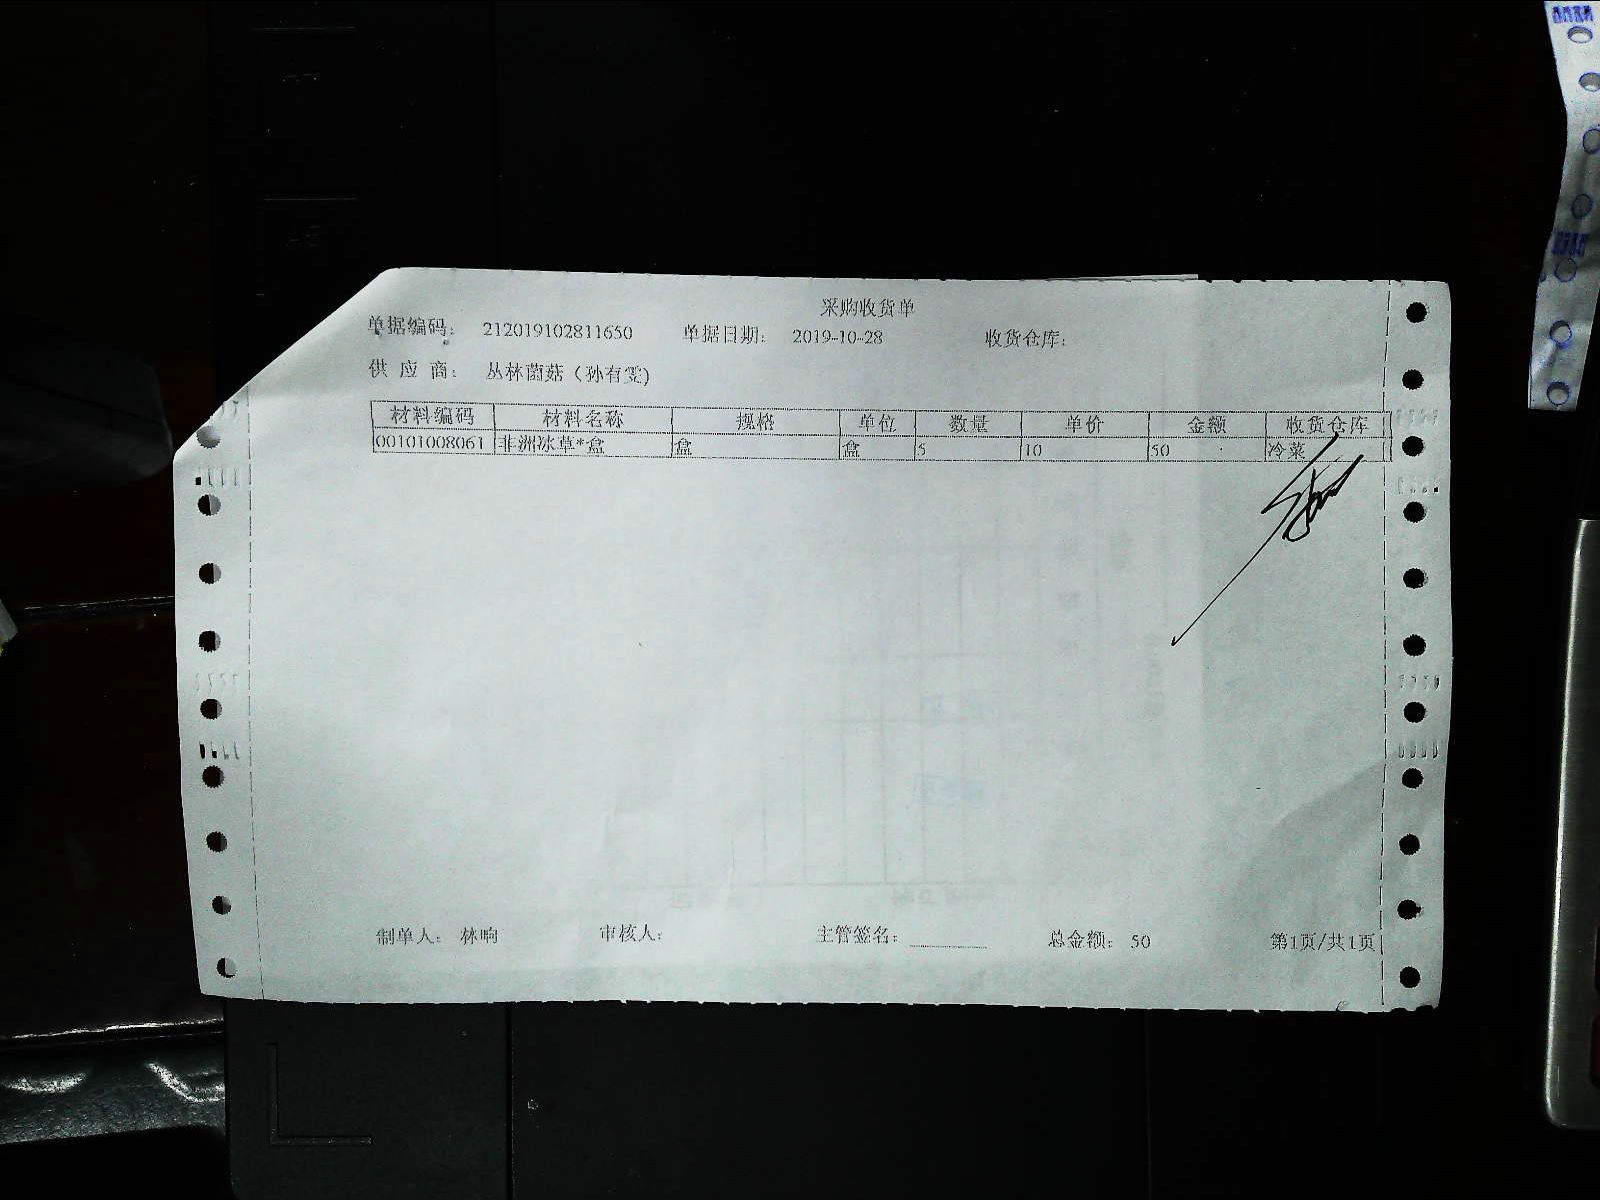 采购收货单
单据编码: 212019102811650 单据日期: 2019-10-28 收货仓库:
供应商: 丛林菌菇（孙有雯)
材料编码 材料名称 规格 单位 数量 单价 金额 收货仓库
00101008061 非洲冰草*盒 盒 盒 5 10 50 冷菜
制单人: 林响 审核人: 主管签名: 总金额: 50 第1页/共1页